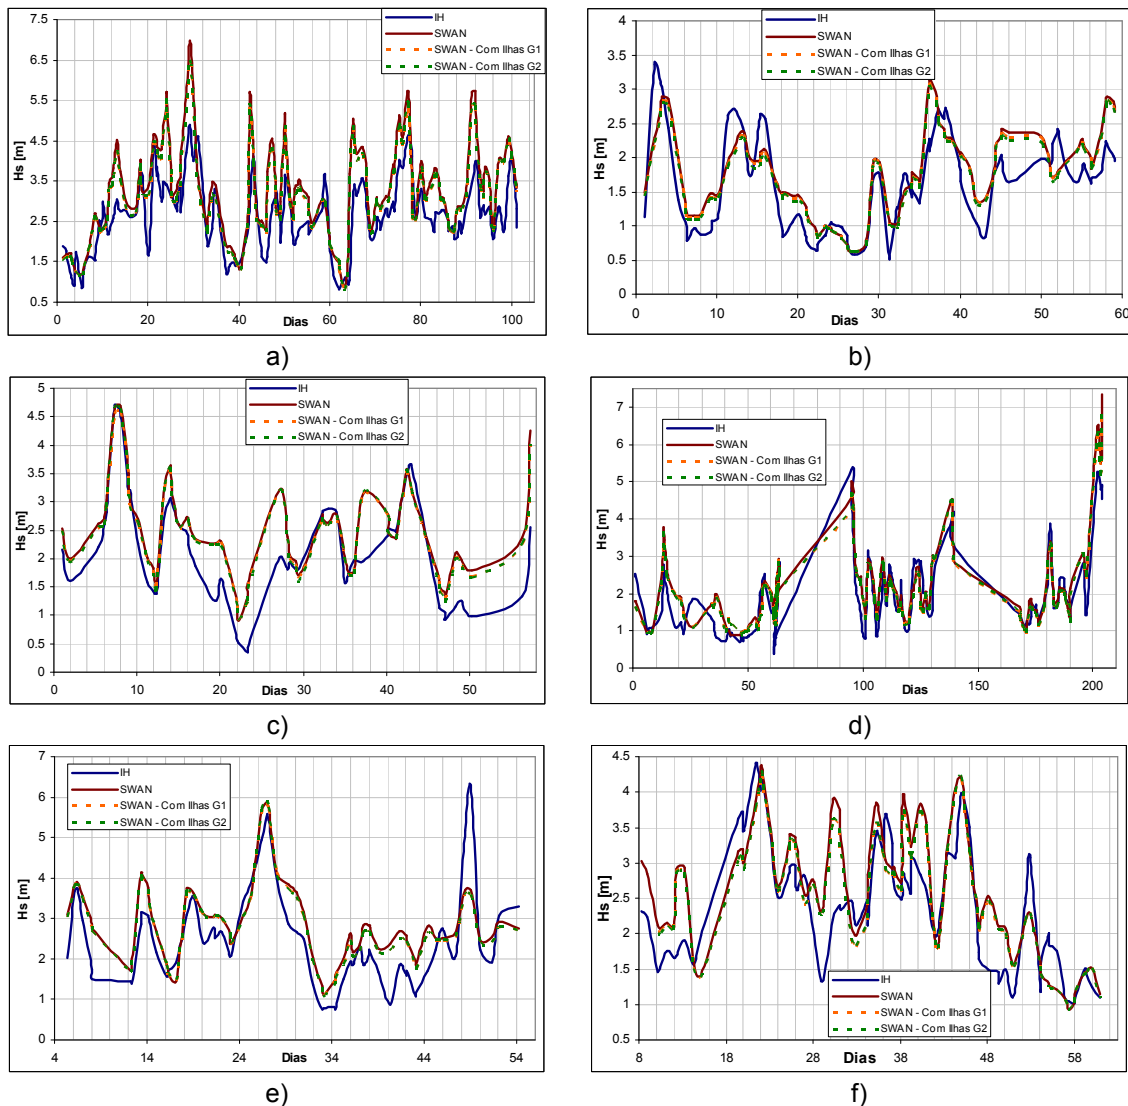 7.5
6.5
5.5
4.5
3.5
2.5
1.5
0.5
Hs [m]
0 20 40 60 80 100
Dias
IH
SWAN
SWAN - Com Ilhas G1
SWAN - Com Ilhas G2
a)
4
3.5
3
2.5
2
1.5
1
0.5
0
Hs [m]
0 10 20 30 40 50 60
Dias
IH
SWAN
SWAN - Com Ilhas G1
SWAN - Com Ilhas G2
b)
5
4.5
4
3.5
3
2.5
2
1.5
1
0.5
0
Hs [m]
0 10 20 30 40 50
Dias
IH
SWAN
SWAN - Com Ilhas G1
SWAN - Com Ilhas G2
c)
7
6
5
4
3
2
1
0
Hs [m]
0 50 100 150 200
Dias
IH
SWAN
SWAN - Com Ilhas G1
SWAN - Com Ilhas G2
d)
7
6
5
4
3
2
1
0
Hs [m]
4 14 24 34 44 54
Dias
IH
SWAN
SWAN - Com Ilhas G1
SWAN - Com Ilhas G2
e)
4.5
4
3.5
3
2.5
2
1.5
1
0.5
Hs [m]
8 18 28 38 48 58
Dias
IH
SWAN
SWAN - Com Ilhas G1
SWAN - Com Ilhas G2
f)